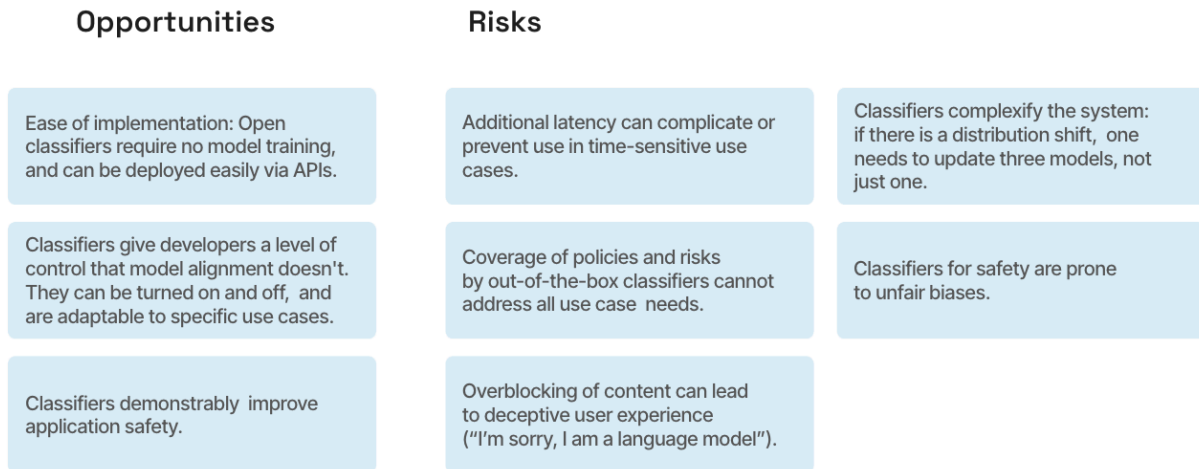 Opportunities
Risks
Ease of implementation: Open
classifiers require no model training,
and can be deployed easily via APIs.
Classifiers give developers a level of
control that model alignment doesn't.
They can be turned on and off, and
are adaptable to specific use cases.
Classifiers demonstrably improve
application safety.
Additional latency can complicate or
prevent use in time-sensitive use
cases.
Coverage of policies and risks
by out-of-the-box classifiers cannot
address all use case needs.
Overblocking of content can lead
to deceptive user experience
(“I’m sorry, I am a language model”).
Classifiers complexify the system:
if there is a distribution shift, one
needs to update three models, not
just one.
Classifiers for safety are prone
to unfair biases.